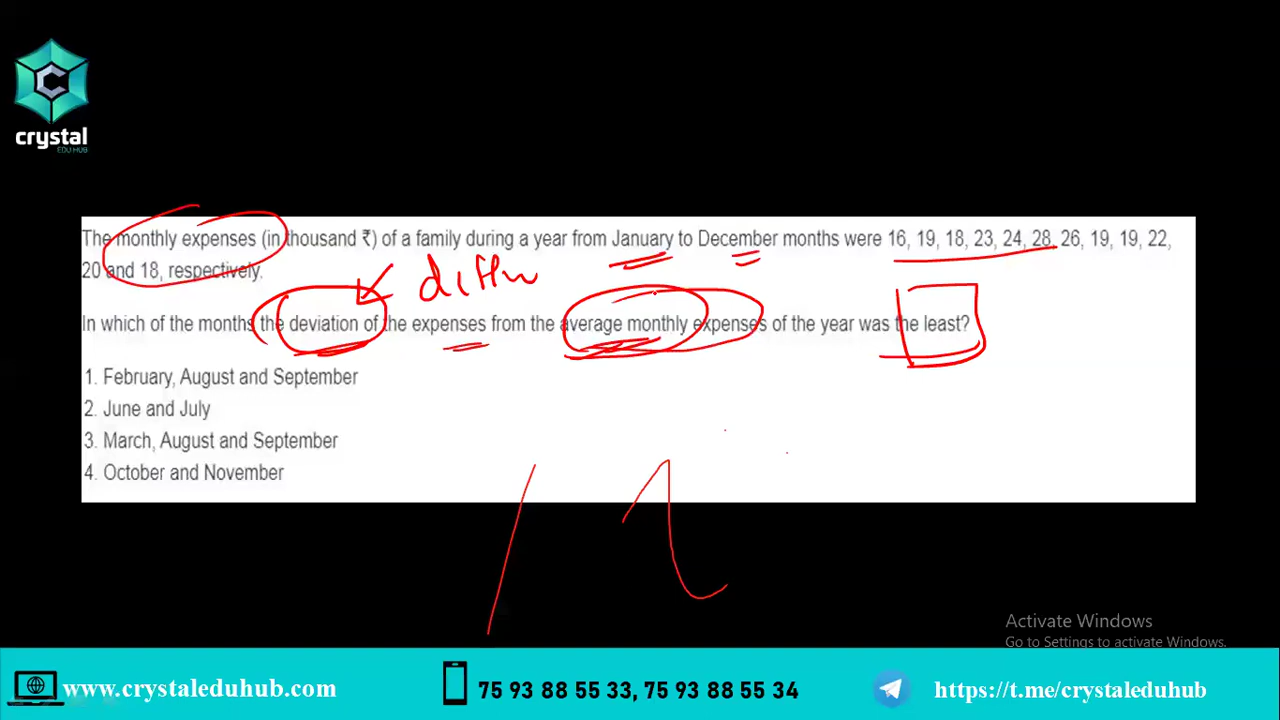 crystal
EDU HUB
The monthly expenses (in thousand ₹) of a family during a year from January to December months were 16, 19, 18, 23, 24, 28, 26, 19, 19, 22,
20 and 18, respectively.
In which of the months the deviation of the expenses from the average monthly expenses of the year was the least?
1. February, August and September
2. June and July
3. March, August and September
4. October and November
Activate Windows
Go to Settings to activate Windows.
www.crystaleduhub.com
75 93 88 55 33, 75 93 88 55 34
https://t.me/crystaleduhub